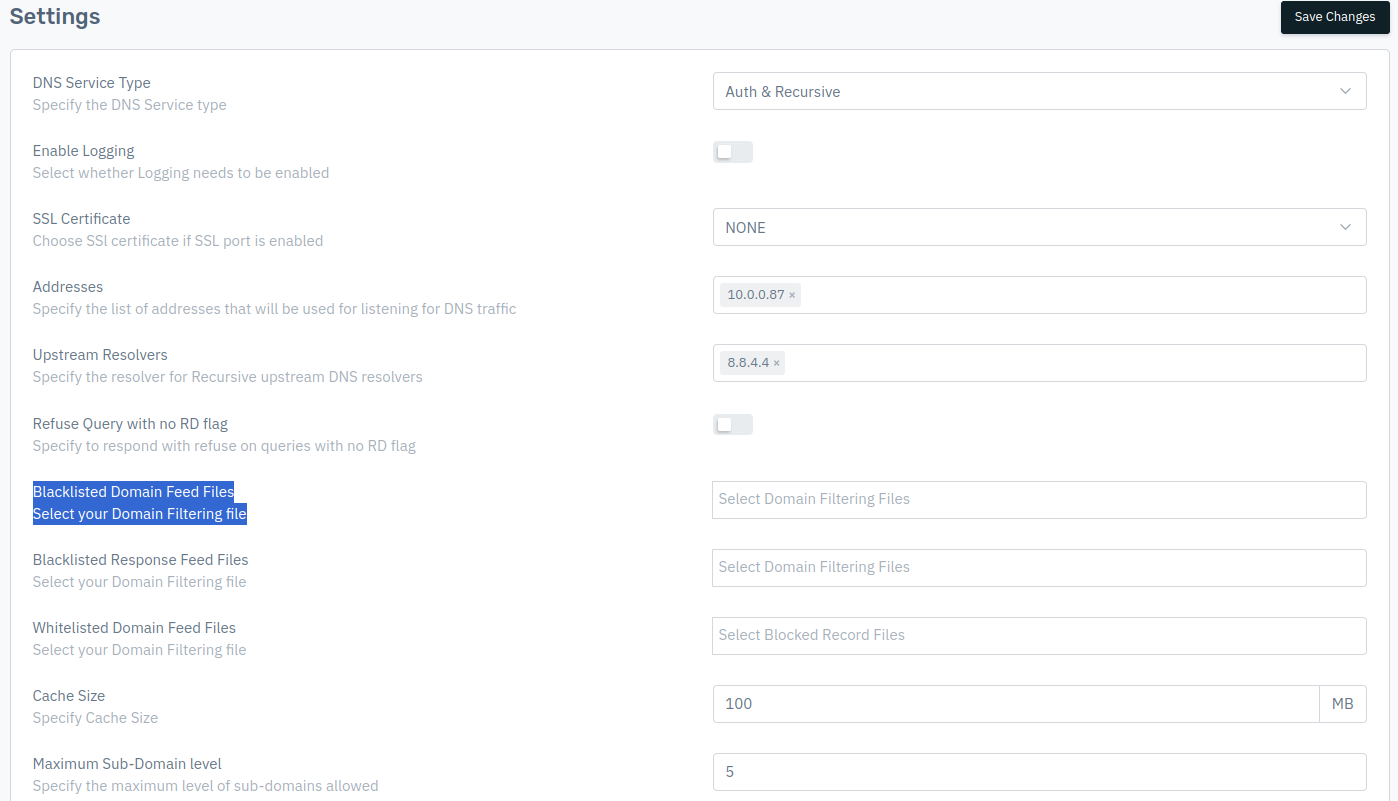 Settings
Save Changes
DNS Service Type
Specify the DNS Service type
Auth & Recursive
Enable Logging
Select whether Logging needs to be enabled
SSL Certificate
Choose SSl certificate if SSL port is enabled
NONE
Addresses
Specify the list of addresses that will be used for listening for DNS traffic
10.0.0.87 ×
Upstream Resolvers
Specify the resolver for Recursive upstream DNS resolvers
8.8.4.4 ×
Refuse Query with no RD flag
Specify to respond with refuse on queries with no RD flag
Blacklisted Domain Feed Files
Select your Domain Filtering file
Select Domain Filtering Files
Blacklisted Response Feed Files
Select your Domain Filtering file
Select Domain Filtering Files
Whitelisted Domain Feed Files
Select your Domain Filtering file
Select Blocked Record Files
Cache Size
Specify Cache Size
100
MB
Maximum Sub-Domain level
Specify the maximum level of sub-domains allowed
5